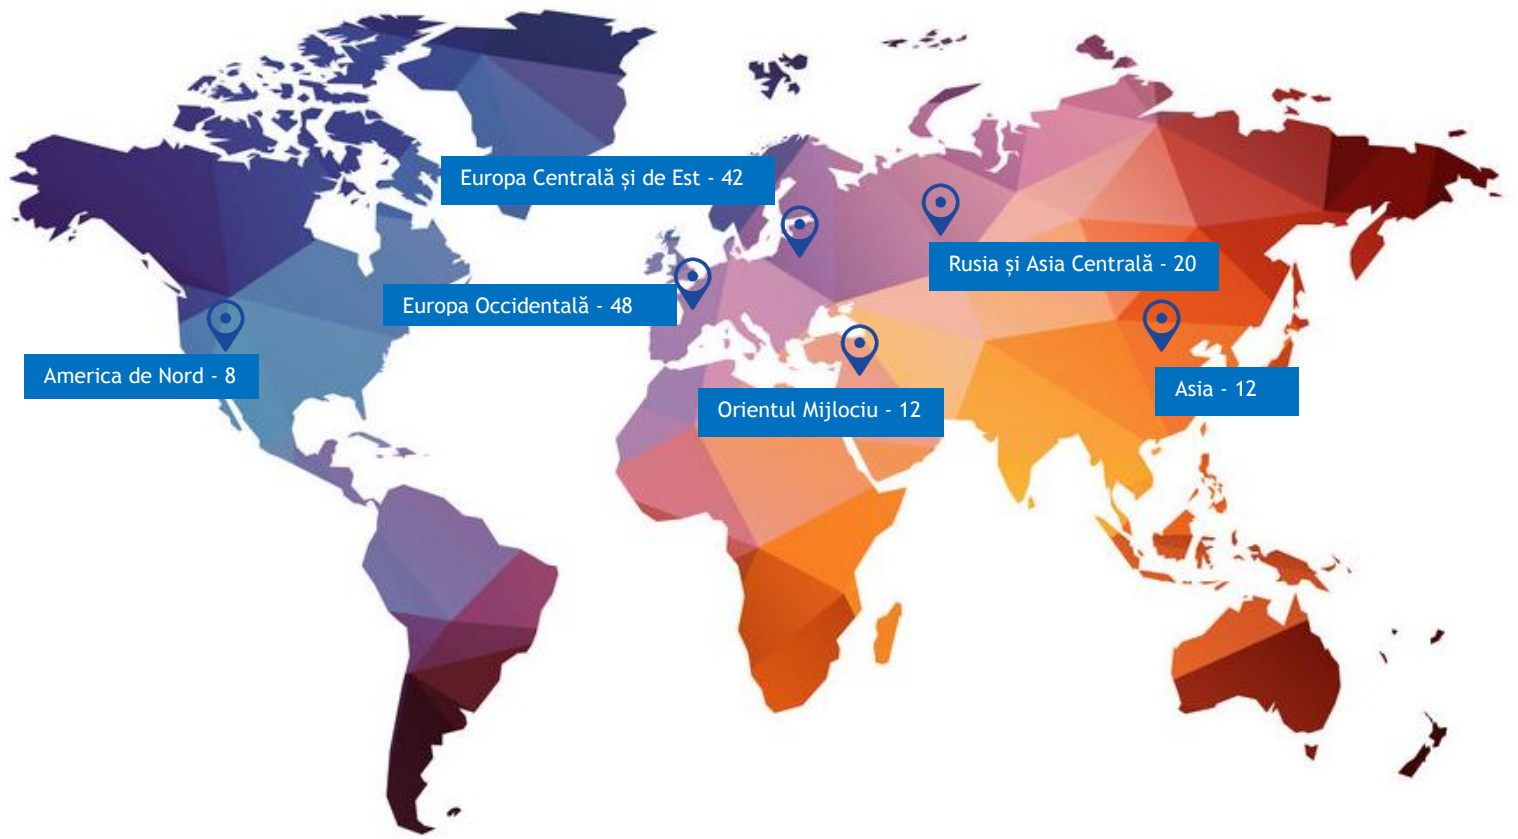 Europa Centrală și de Est - 42
Rusia și Asia Centrală - 20
Europa Occidentală - 48
America de Nord - 8
Asia - 12
Orientul Mijlociu - 12